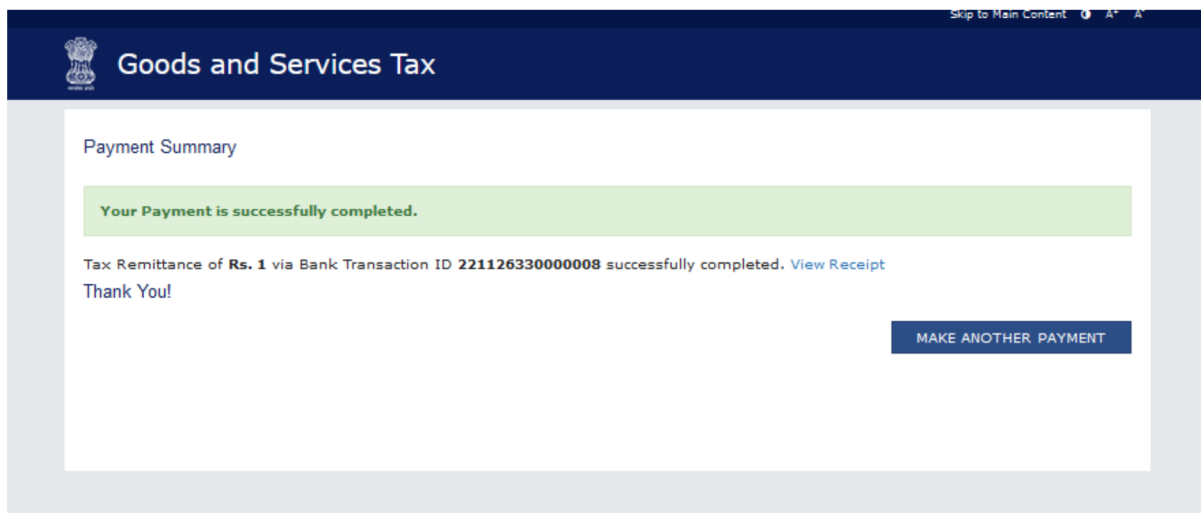 Skip to Main Content A+ A-
Goods and Services Tax
Payment Summary
Your Payment is successfully completed.
Tax Remittance of Rs. 1 via Bank Transaction ID 221126330000008 successfully completed. View Receipt
Thank You!
MAKE ANOTHER PAYMENT